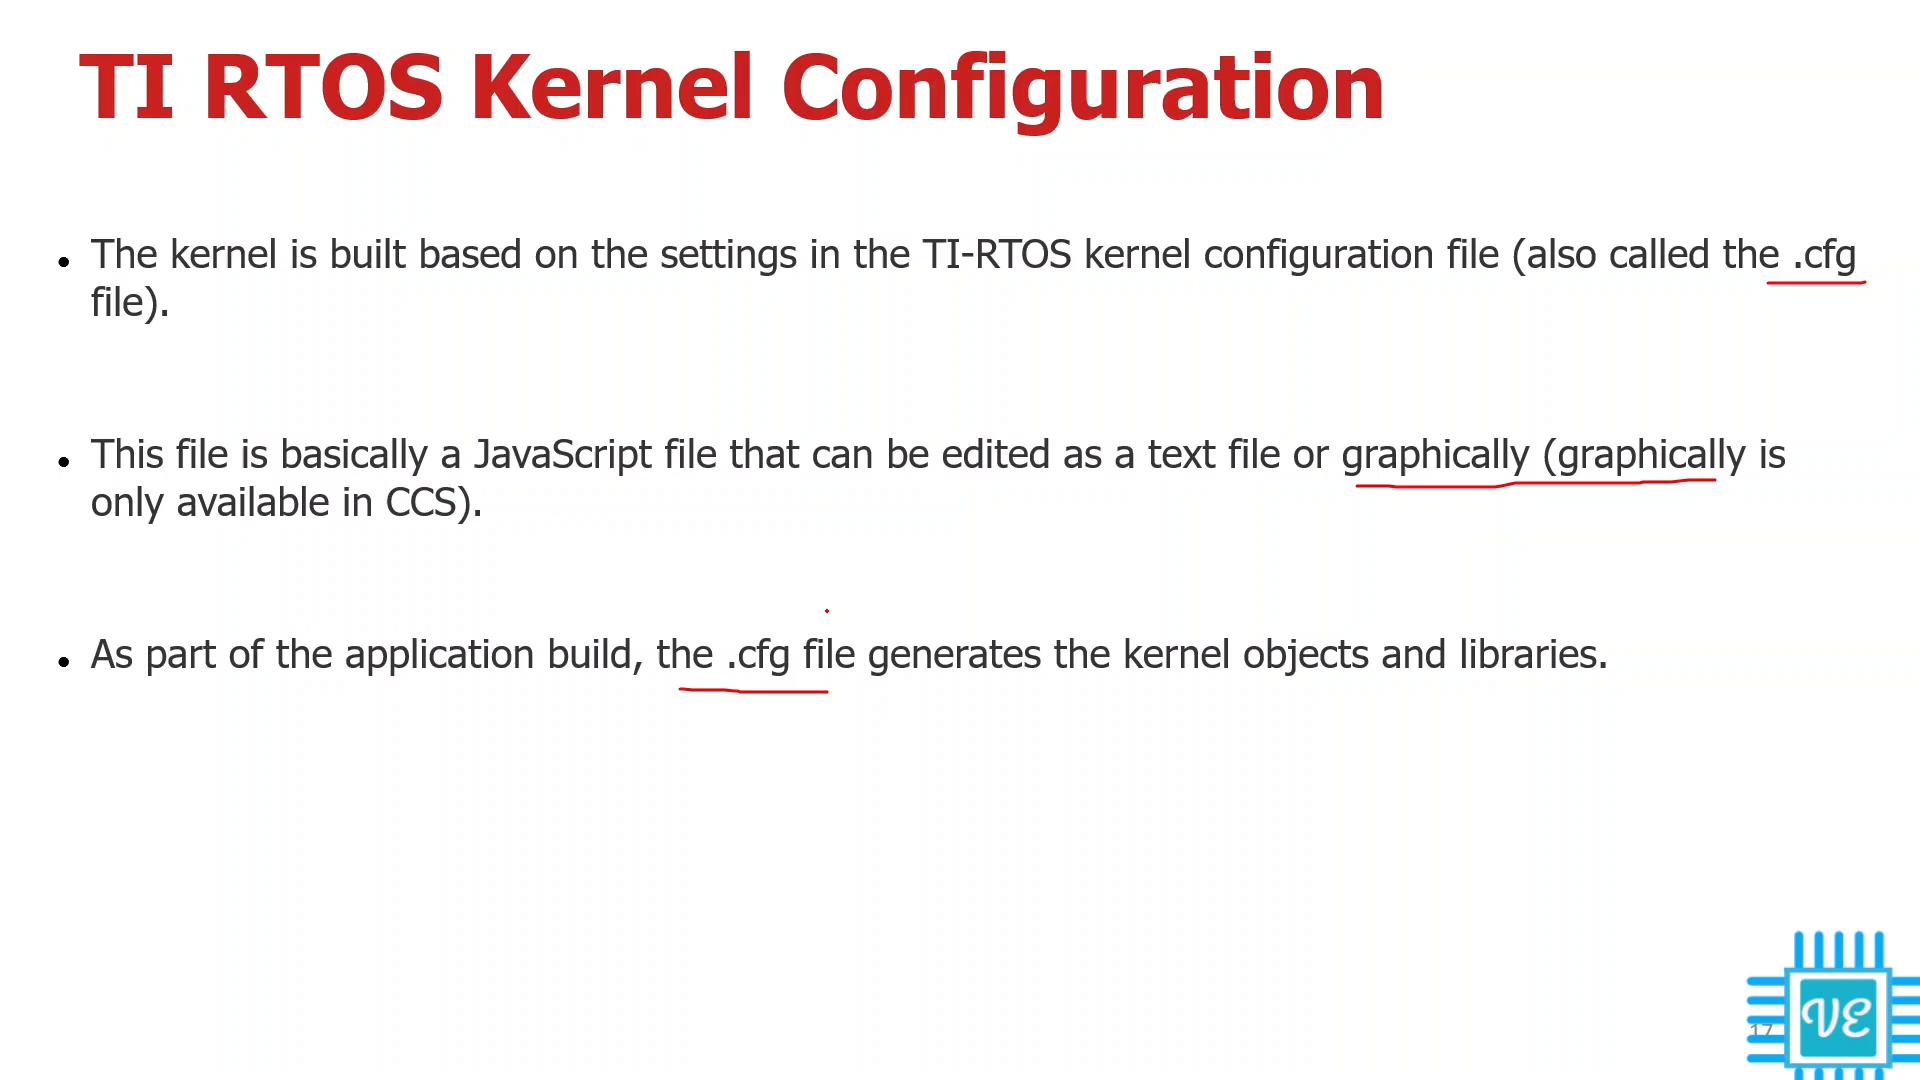 TI RTOS Kernel Configuration
The kernel is built based on the settings in the TI-RTOS kernel configuration file (also called the .cfg
file).
This file is basically a JavaScript file that can be edited as a text file or graphically (graphically is
only available in CCS).
As part of the application build, the .cfg file generates the kernel objects and libraries.
17
VE